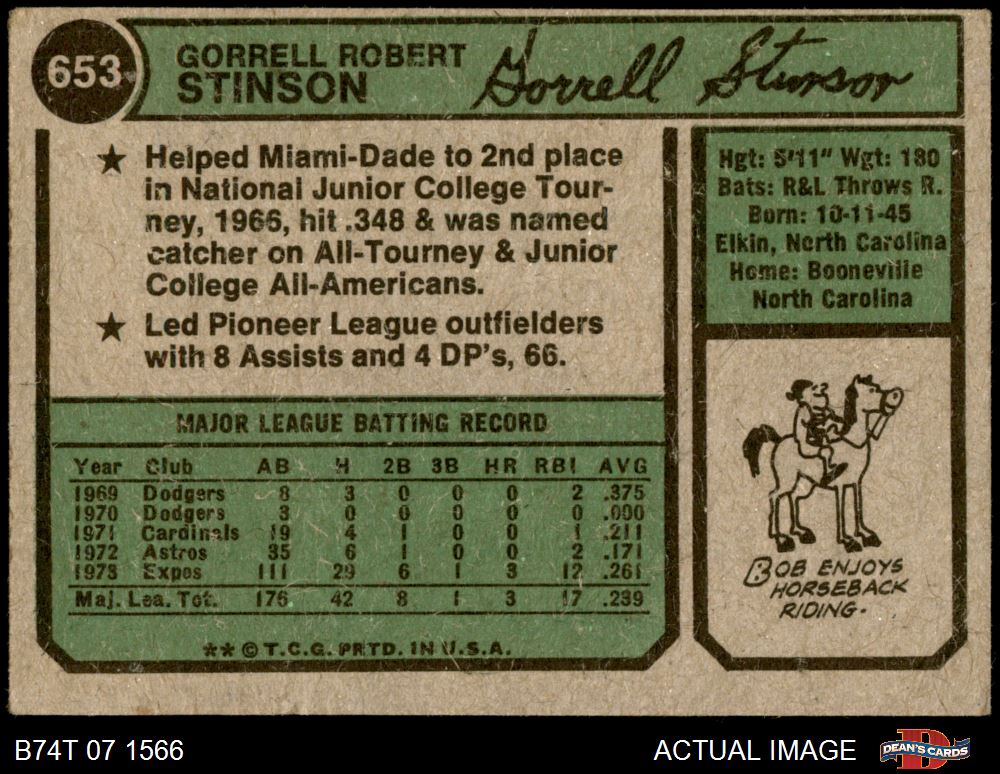 653
GORRELL ROBERT
STINSON
Gorrell Stinson
★ Helped Miami-Dade to 2nd place
in National Junior College Tour-
ney, 1966, hit .348 & was named
catcher on All-Tourney & Junior
College All-Americans.
★ Led Pioneer League outfielders
with 8 Assists and 4 DP's, 66.
Hgt: 5'11" Wgt: 180
Bats: R&L Throws R.
Born: 10-11-45
Elkin, North Carolina
Home: Booneville
North Carolina
MAJOR LEAGUE BATTING RECORD
Year Club AB H 2B 3B HR RBI AVG
1969 Dodgers 8 3 0 0 0 2 .375
1970 Dodgers 3 0 0 0 0 0 .000
1971 Cardinals 19 4 1 0 0 1 .211
1972 Astros 35 6 1 0 0 2 .171
1973 Expos 111 29 6 1 3 12 .261
Maj. Lea. Tot. 176 42 8 1 3 17 .239
** © T.C.G. PRTD. IN U.S.A.
BOB ENJOYS
HORSEBACK
RIDING.
B74T 07 1566
ACTUAL IMAGE
DEAN'S CARDS